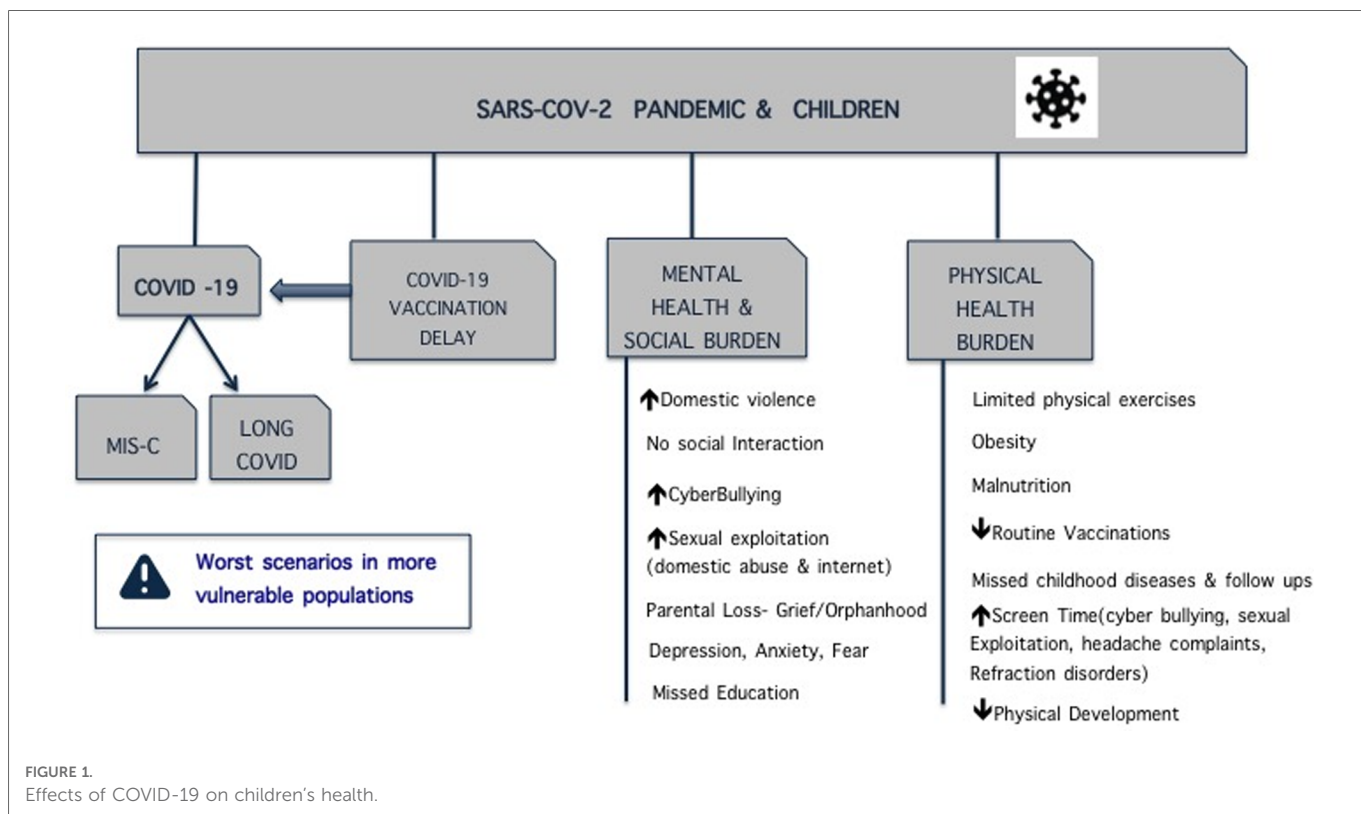 SARS-COV-2 PANDEMIC & CHILDREN
COVID -19
COVID-19
VACCINATION
DELAY
MIS-C
LONG
COVID
Worst scenarios in more
vulnerable populations
MENTAL
HEALTH &
SOCIAL BURDEN
↑Domestic violence
No social Interaction
↑CyberBullying
↑Sexual exploitation
(domestic abuse & internet)
Parental Loss- Grief/Orphanhood
Depression, Anxiety, Fear
Missed Education
PHYSICAL
HEALTH
BURDEN
Limited physical exercises
Obesity
Malnutrition
↓Routine Vaccinations
Missed childhood diseases & follow ups
↑Screen Time(cyber bullying, sexual
Exploitation, headache complaints,
Refraction disorders)
↓Physical Development
FIGURE 1.
Effects of COVID-19 on children's health.